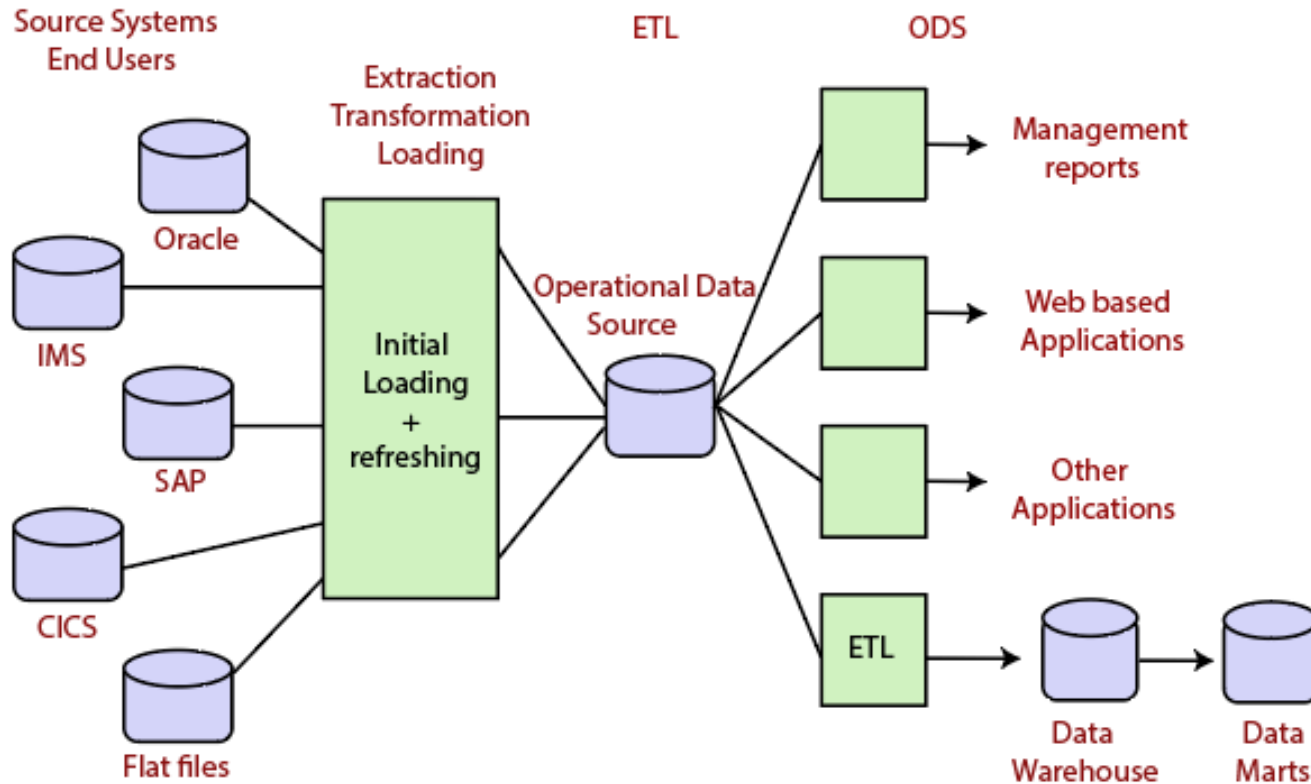 Source Systems
End Users
ETL
ODS
Extraction
Transformation
Loading
Oracle
IMS
SAP
CICS
Flat files
Initial
Loading
+
refreshing
Operational Data
Source
Management
reports
Web based
Applications
Other
Applications
ETL
Data
Warehouse
Data
Marts